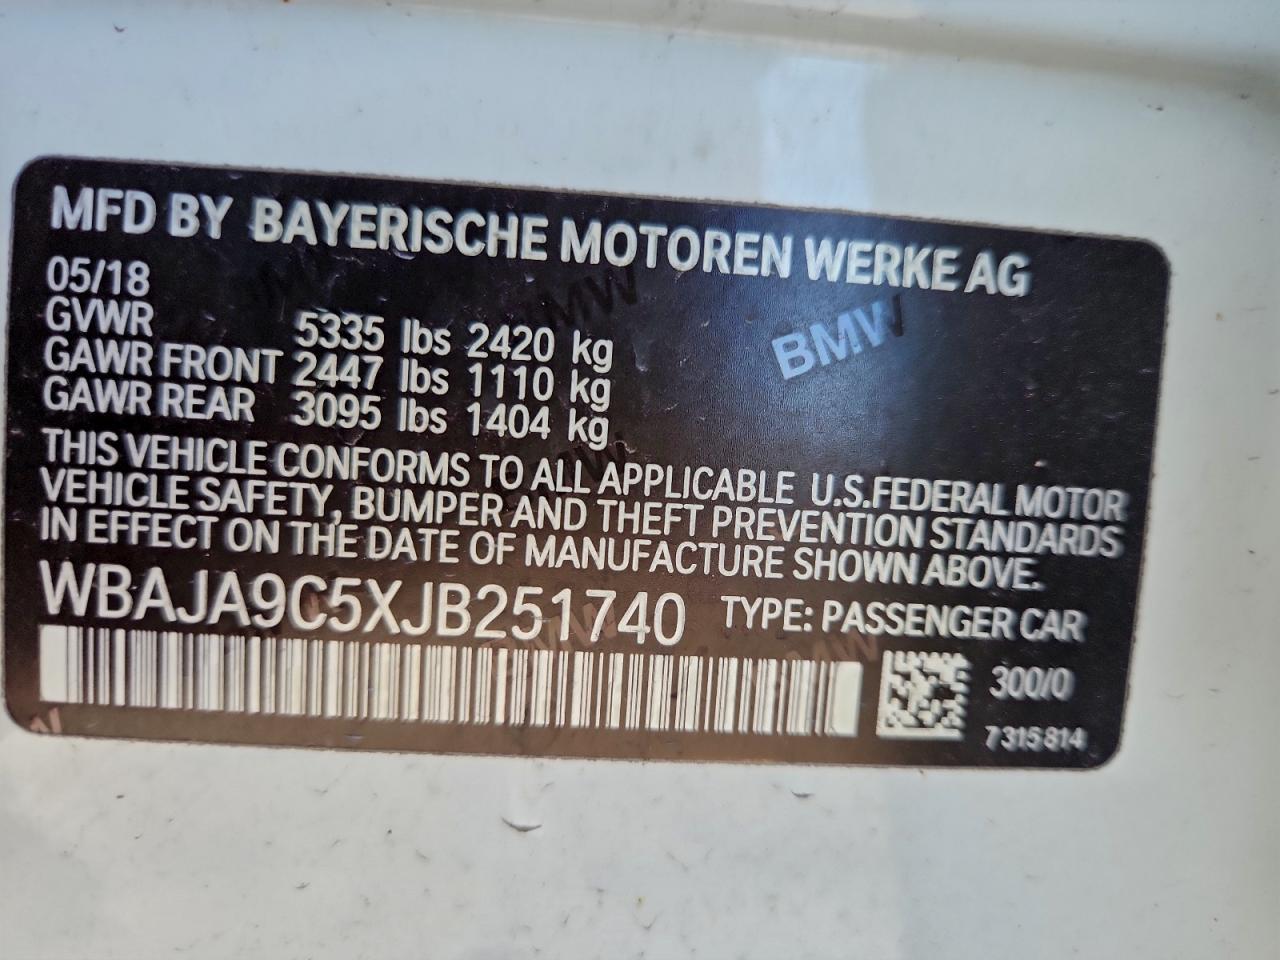 MFD BY BAYERISCHE MOTOREN WERKE AG
05/18
GVWR 5335 lbs 2420 kg
GAWR FRONT 2447 lbs 1110 kg
GAWR REAR 3095 lbs 1404 kg
BMW
THIS VEHICLE CONFORMS TO ALL APPLICABLE U.S.FEDERAL MOTOR
VEHICLE SAFETY, BUMPER AND THEFT PREVENTION STANDARDS
IN EFFECT ON THE DATE OF MANUFACTURE SHOWN ABOVE.
WBAJA9C5XJB251740 TYPE: PASSENGER CAR
300/0
7315814